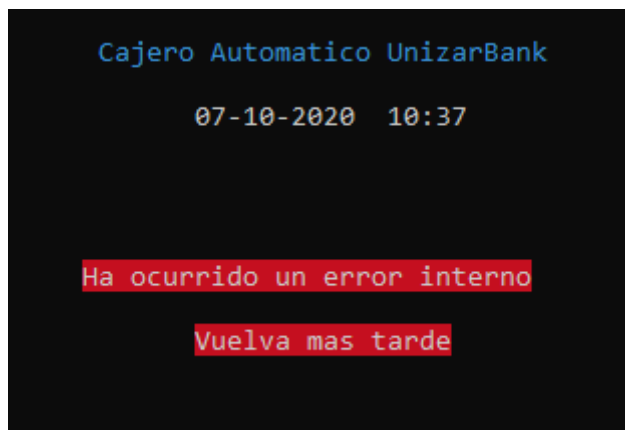 Cajero Automatico UnizarBank
07-10-2020 10:37
Ha ocurrido un error interno
Vuelva mas tarde